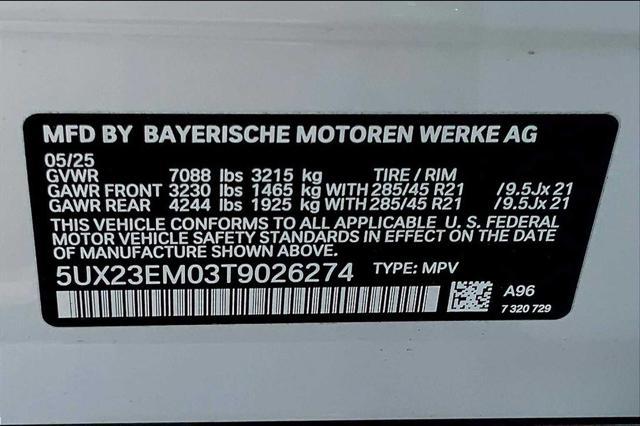 MFD BY BAYERISCHE MOTOREN WERKE AG
05/25
GVWR 7088 lbs 3215 kg TIRE / RIM
GAWR FRONT 3230 lbs 1465 kg WITH 285/45 R21 / 9.5Jx 21
GAWR REAR 4244 lbs 1925 kg WITH 285/45 R21 / 9.5Jx 21
THIS VEHICLE CONFORMS TO ALL APPLICABLE U. S. FEDERAL
MOTOR VEHICLE SAFETY STANDARDS IN EFFECT ON THE DATE
OF MANUFACTURE SHOWN ABOVE.
5UX23EM03T9026274 TYPE: MPV
A96
7 320 729